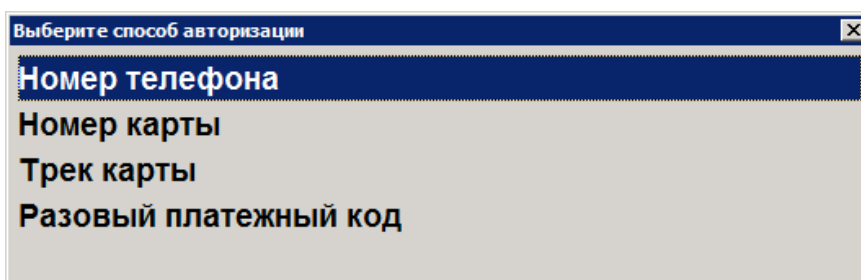 Выберите способ авторизации
Номер телефона
Номер карты
Трек карты
Разовый платежный код